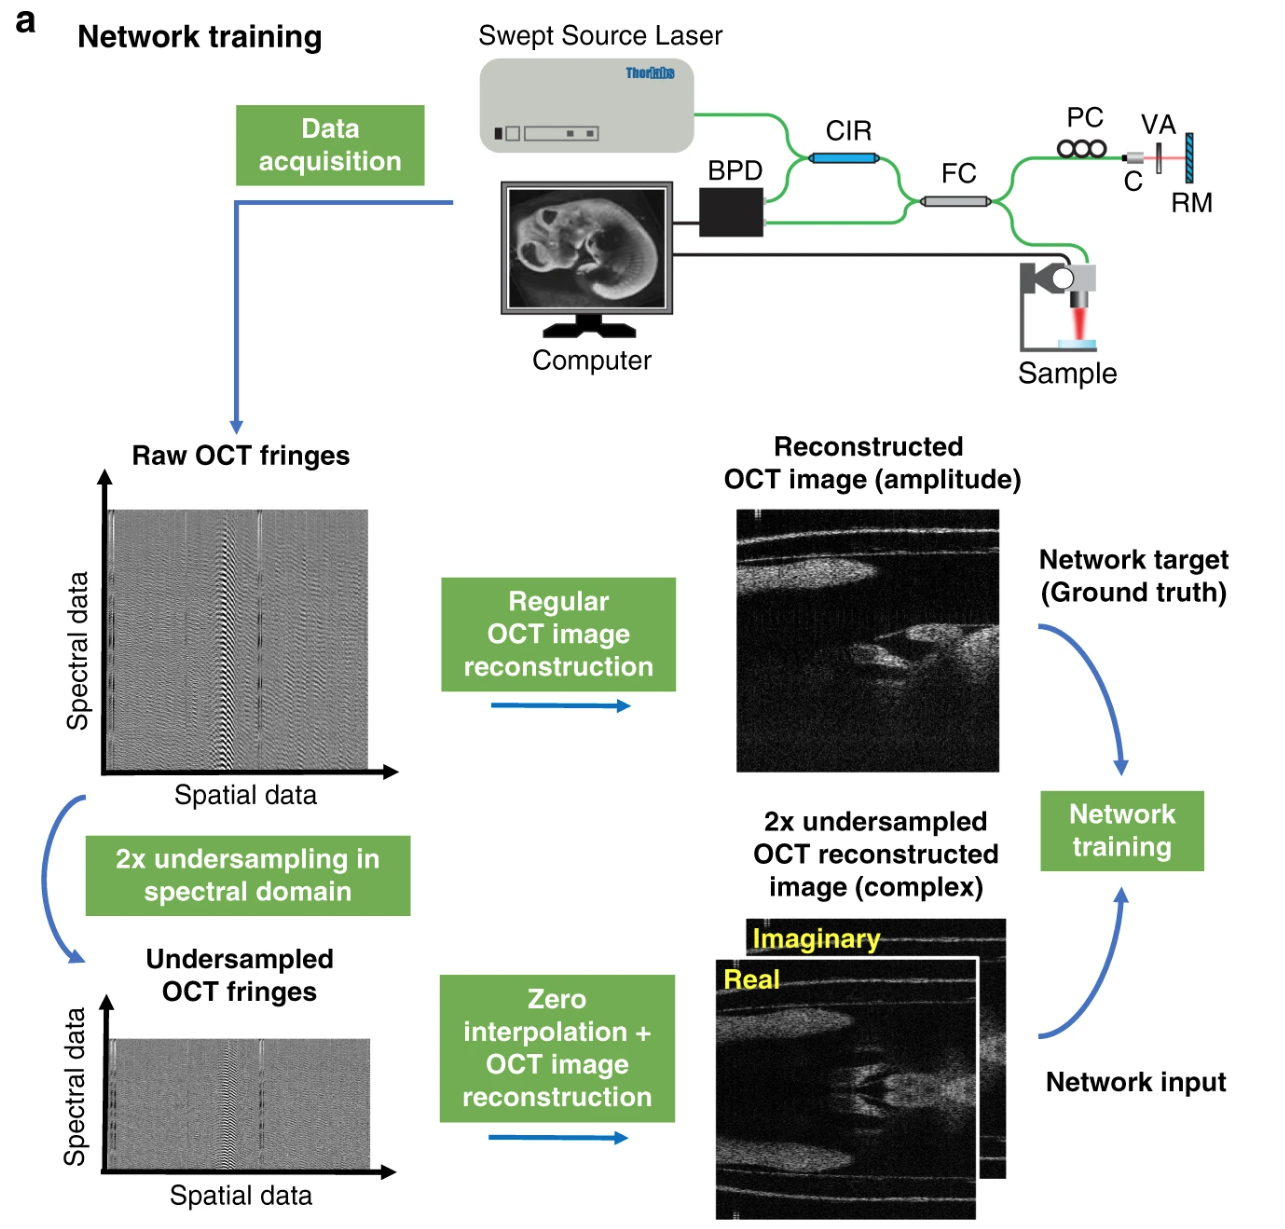 a
Network training
Swept Source Laser
Thorlabs
Data
acquisition
CIR
PC
VA
BPD
FC
C
RM
Computer
Sample
Raw OCT fringes
Spectral data
Spatial data
Regular
OCT image
reconstruction
Reconstructed
OCT image (amplitude)
Network target
(Ground truth)
2x undersampling in
spectral domain
Network
training
2x undersampled
OCT reconstructed
image (complex)
Undersampled
OCT fringes
Spectral data
Spatial data
Zero
interpolation +
OCT image
reconstruction
Imaginary
Real
Network input